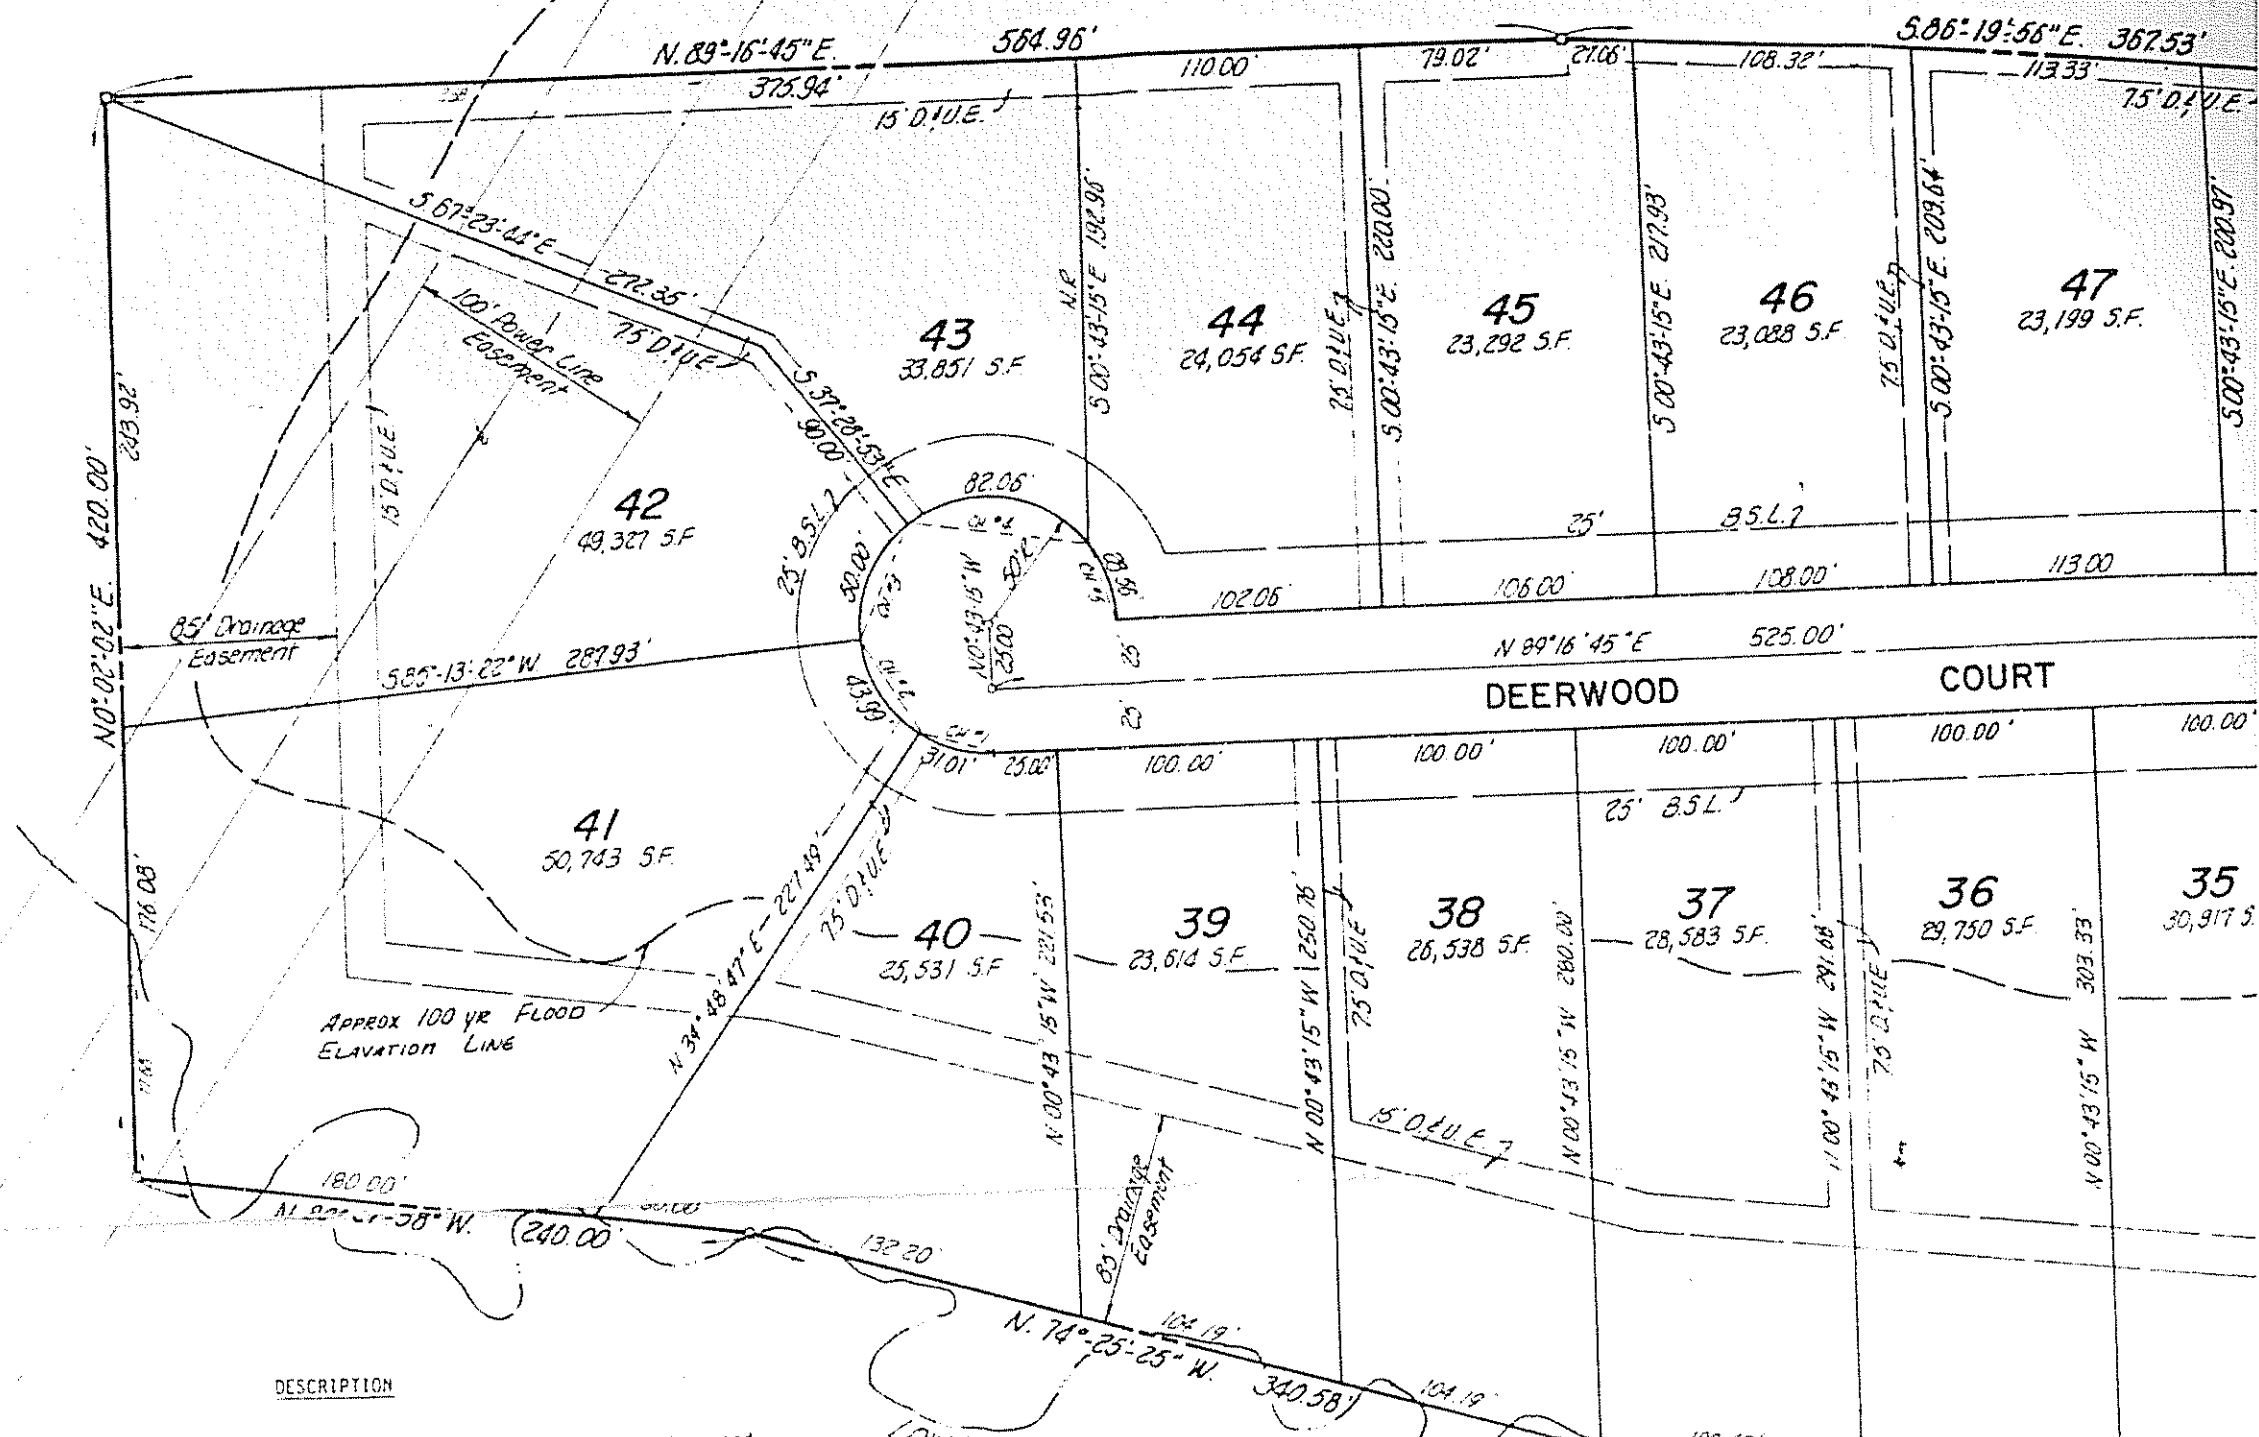 N. 89°-16'-45" E.
564.96'
S.86°-19'-56" E. 367.53'
375.94'
110.00'
79.02'
27.06'
108.32'
113.33'
15' D.&U.E.
7.5' D.&U.E.
S.67°-23'-44" E
272.35'
100' Power Line
Easement
7.5' D.&U.E.
S.37°-28'-53" E
90.00'
N.R
S 00°-43'-15" E 192.96'
7.5' D.&U.E.
S.00°-43'-15" E. 220.00'
S 00°-43'-15" E. 217.93'
7.5' D.&U.E.
S.00°-43'-15" E. 209.64'
S.00°-43'-15" E. 200.97'
43
33,851 S.F.
44
24,054 S.F.
45
23,292 S.F.
46
23,088 S.F.
47
23,199 S.F.
N0°-02'-02" E. 420.00'
243.92'
15' D.&U.E.
42
49,327 S.F.
25' B.S.L.
50.00'
82.06'
50' R.
N0°-43'-15" W
25.00'
25'
B.S.L.
102.06'
106.00'
108.00'
113.00
85' Drainage
Easement
S.85°-13'-22" W. 287.93'
43.99'
25'
25'
N 89°16'45" E 525.00'
DEERWOOD COURT
31.01'
25.00'
100.00'
100.00'
100.00'
100.00'
100.00'
25' B.S.L.
176.08'
41
50,743 S.F.
N 34°48'47" E - 227.49'
7.5' D.&U.E.
40
25,531 S.F.
39
23,614 S.F.
38
26,538 S.F.
37
28,583 S.F.
36
29,750 S.F.
35
30,917 S.
N 00°43'15" W 221.53'
N 00°43'15" W 250.76'
7.5' D.&U.E.
N 00°43'15" W 280.00'
291.68'
7.5' D.&U.E.
N 00°43'15" W 303.33'
APPROX 100 YR FLOOD
ELAVATION LINE
15' D.&U.E.
85' Drainage
Easement
180.00'
60.00'
(240.00'
132.20'
N. 74°-25'-25" W. 340.58')
104.19'
104.19'
DESCRIPTION